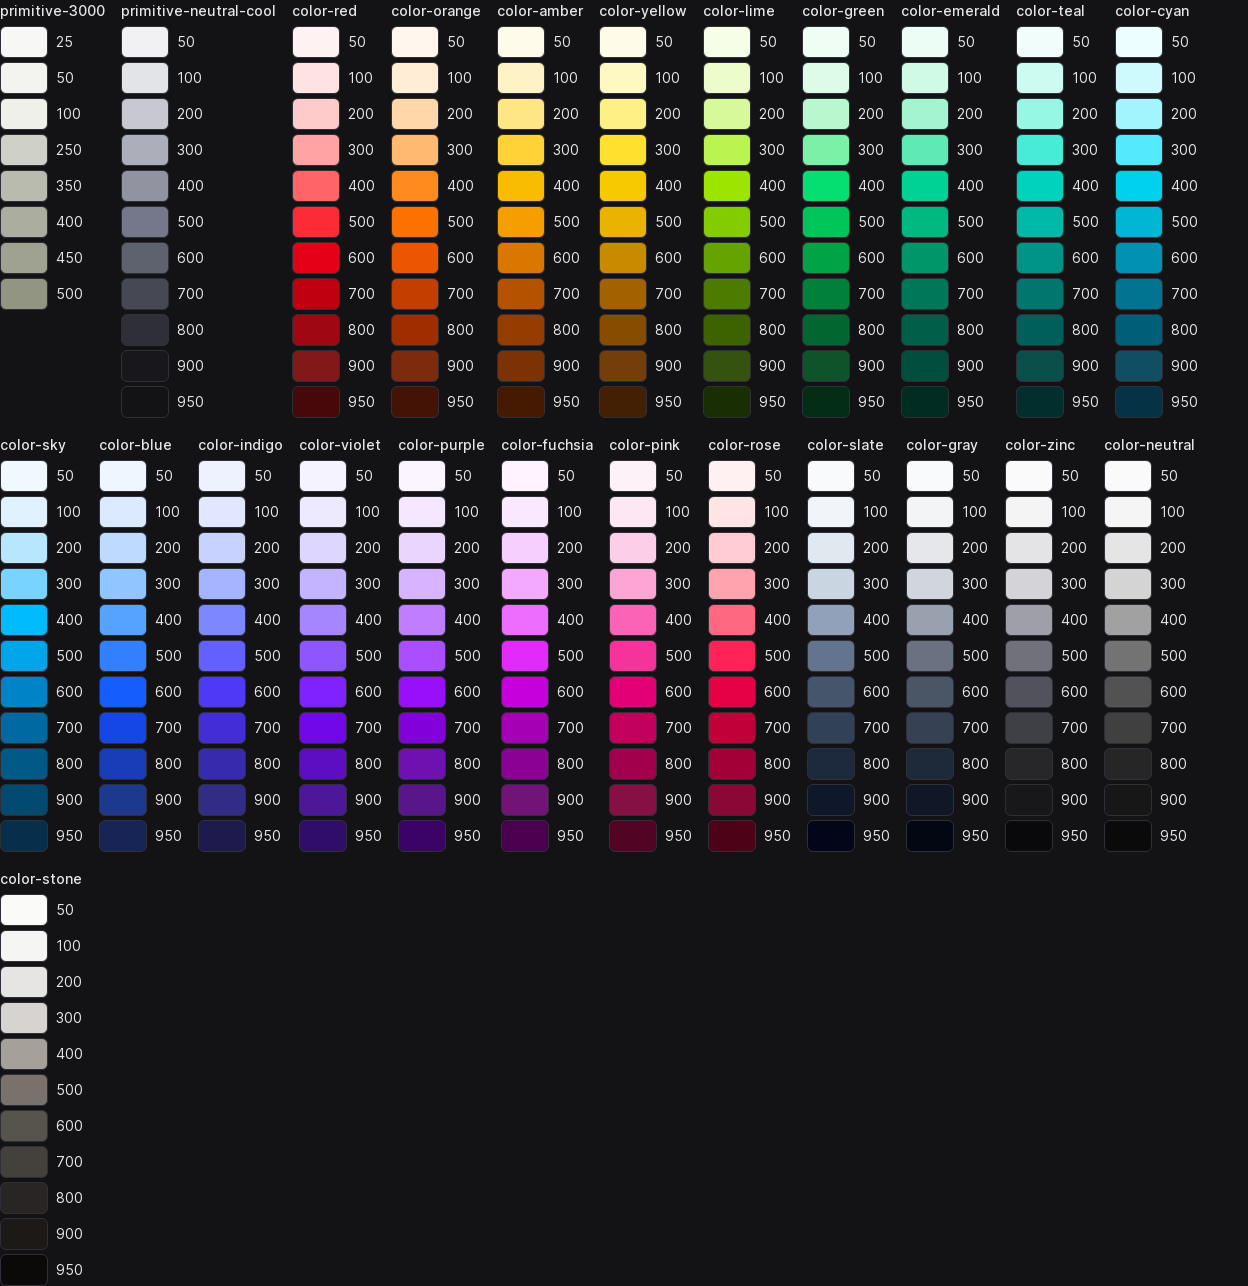 primitive-3000 primitive-neutral-cool color-red color-orange color-amber color-yellow color-lime color-green color-emerald color-teal color-cyan
25 50 50 50 50 50 50 50 50 50 50
50 100 100 100 100 100 100 100 100 100 100
100 200 200 200 200 200 200 200 200 200 200
250 300 300 300 300 300 300 300 300 300 300
350 400 400 400 400 400 400 400 400 400 400
400 500 500 500 500 500 500 500 500 500 500
450 600 600 600 600 600 600 600 600 600 600
500 700 700 700 700 700 700 700 700 700 700
800 800 800 800 800 800 800 800 800 800
900 900 900 900 900 900 900 900 900 900
950 950 950 950 950 950 950 950 950 950
color-sky color-blue color-indigo color-violet color-purple color-fuchsia color-pink color-rose color-slate color-gray color-zinc color-neutral
50 50 50 50 50 50 50 50 50 50 50 50
100 100 100 100 100 100 100 100 100 100 100 100
200 200 200 200 200 200 200 200 200 200 200 200
300 300 300 300 300 300 300 300 300 300 300 300
400 400 400 400 400 400 400 400 400 400 400 400
500 500 500 500 500 500 500 500 500 500 500 500
600 600 600 600 600 600 600 600 600 600 600 600
700 700 700 700 700 700 700 700 700 700 700 700
800 800 800 800 800 800 800 800 800 800 800 800
900 900 900 900 900 900 900 900 900 900 900 900
950 950 950 950 950 950 950 950 950 950 950 950
color-stone
50
100
200
300
400
500
600
700
800
900
950